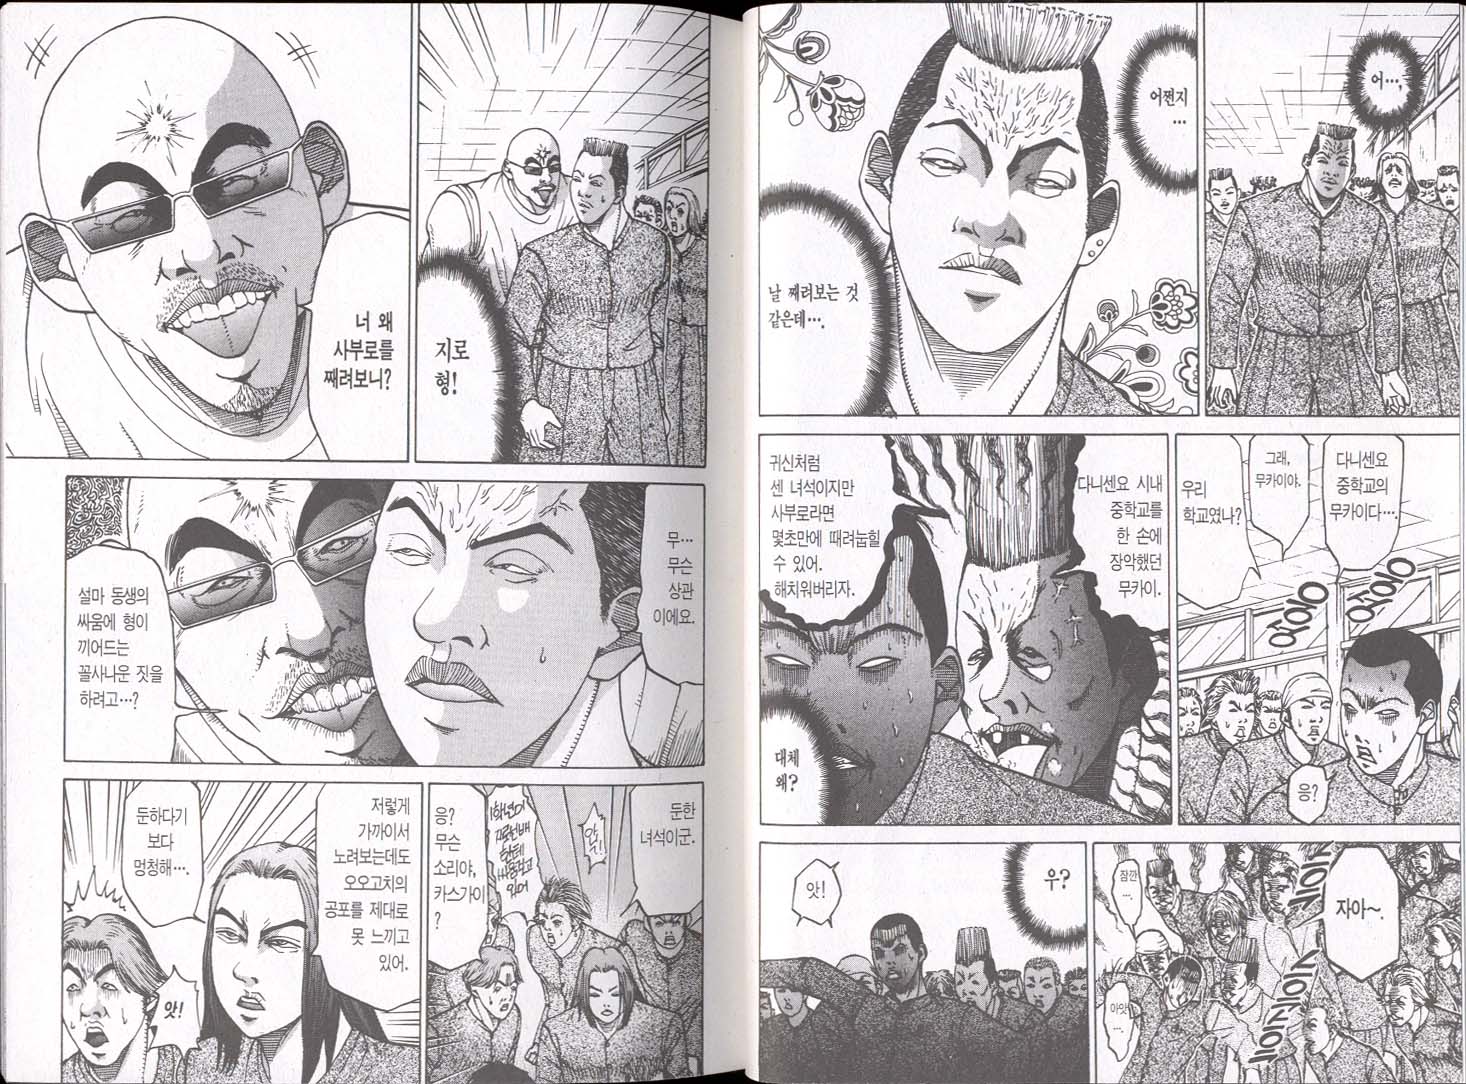 어…,
어쩐지
…
날 째려보는 것
같은데….
다니센요
중학교의
무카이다….
그래,
무카이야.
우리
학교였나?
응?
다니센요 시내
중학교를
한 손에
장악했던
무카이.
귀신처럼
센 녀석이지만
사부로라면
몇초만에 때려눕힐
수 있어.
해치워버리자.
대체
왜?
자아~.
잠깐
…
아앗
….
우?
앗!
지로
형!
너 왜
사부로를
째려보니?
무…
무슨
상관
이에요.
설마 동생의
싸움에 형이
끼어드는
꼴사나운 짓을
하려고…?
둔한
녀석이군.
앗!
응?
무슨
소리야,
카스가이
?
저렇게
가까이서
노려보는데도
오오고치의
공포를 제대로
못 느끼고
있어.
둔하다기
보다
멍청해….
앗!